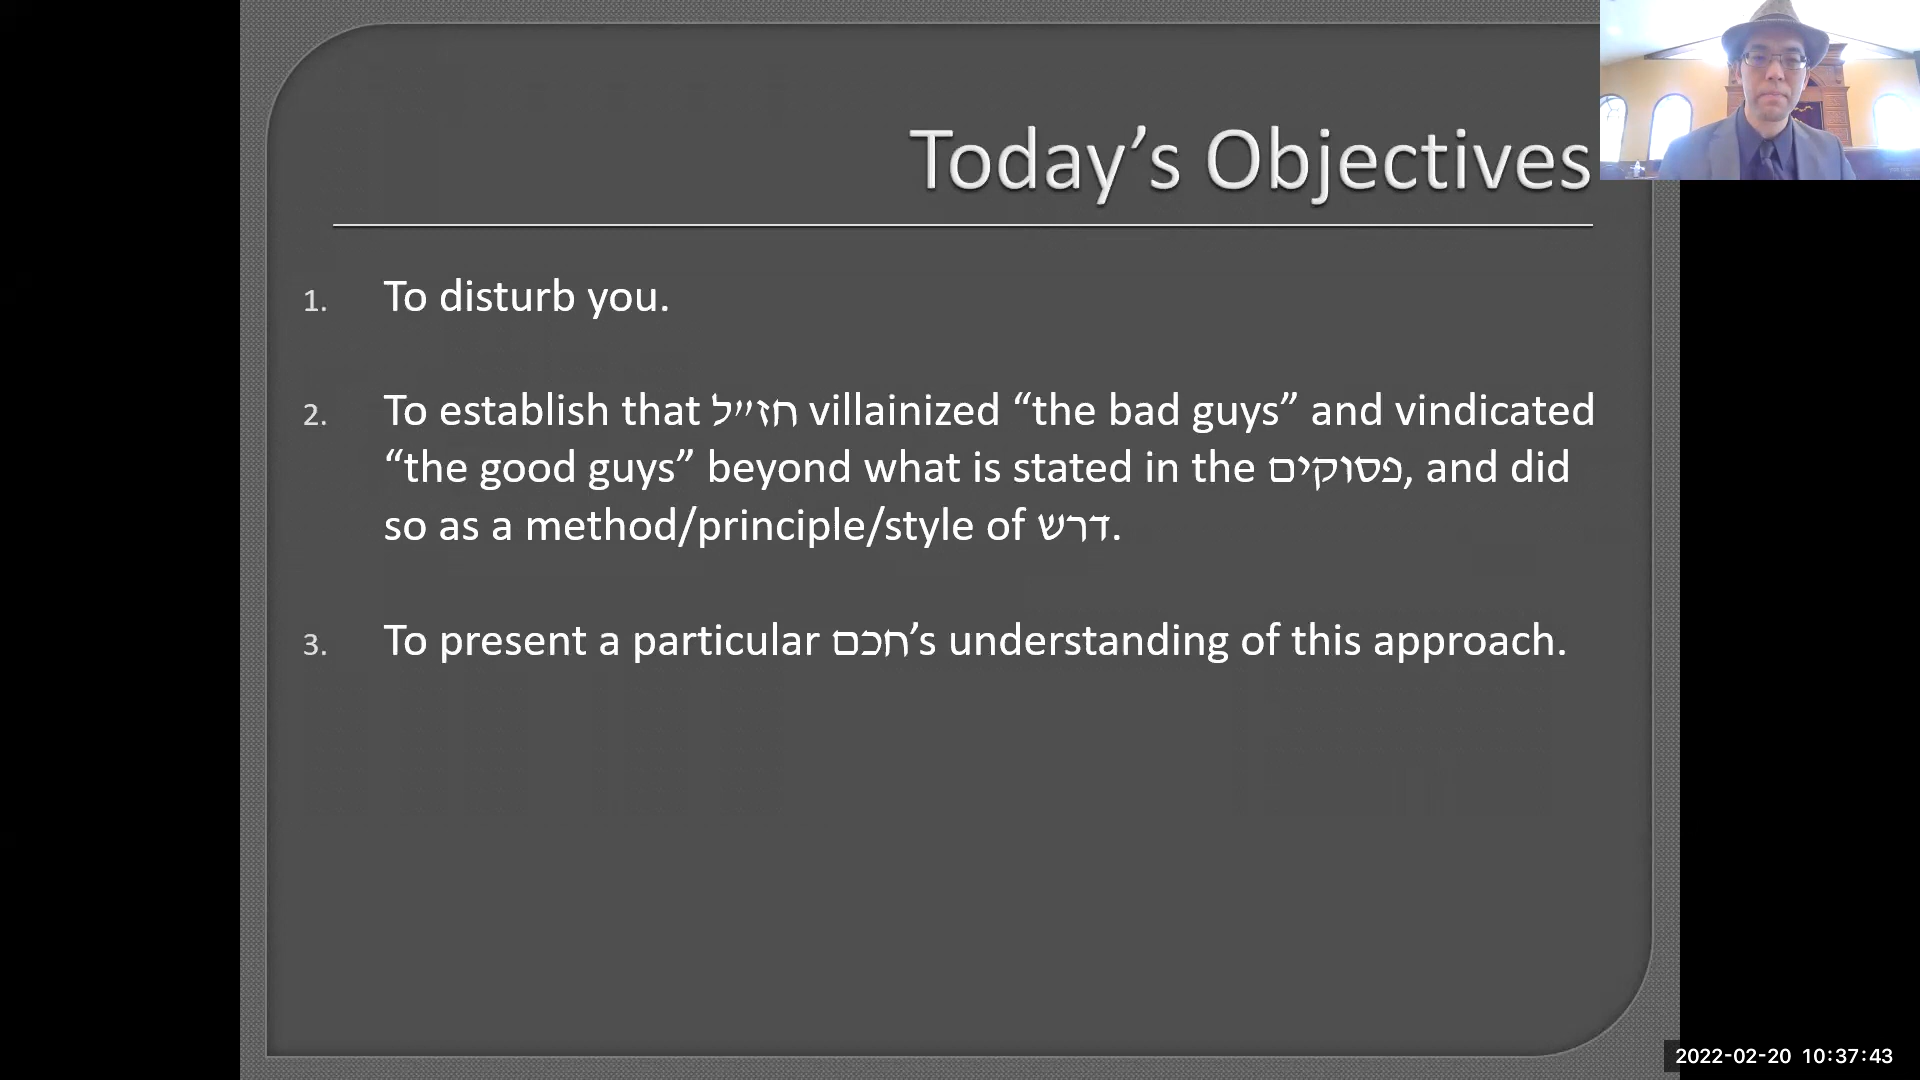 Today’s Objectives
1. To disturb you.
2. To establish that חז״ל villainized “the bad guys” and vindicated
“the good guys” beyond what is stated in the פסוקים, and did
so as a method/principle/style of דרש.
3. To present a particular חכם’s understanding of this approach.
2022-02-20 10:37:43